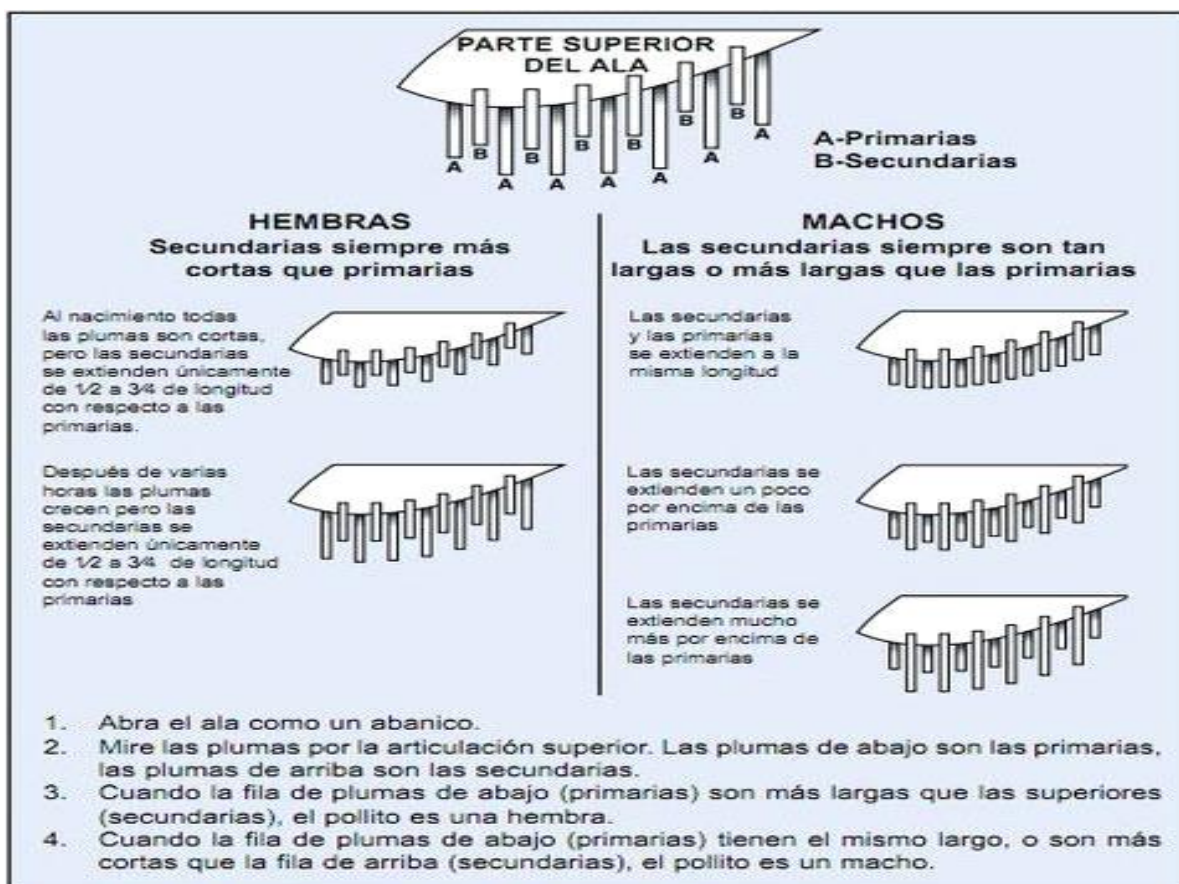 PARTE SUPERIOR
DEL ALA
B
B
B
B
B
B
A
A
A
A
A
A
A
A-Primarias
B-Secundarias
HEMBRAS
Secundarias siempre más
cortas que primarias
Al nacimiento todas
las plumas son cortas,
pero las secundarias
se extienden únicamente
de 1/2 a 3/4 de longitud
con respecto a las
primarias.
Después de varias
horas las plumas
crecen pero las
secundarias se
extienden únicamente
de 1/2 a 3/4 de longitud
con respecto a las
primarias
MACHOS
Las secundarias siempre son tan
largas o más largas que las primarias
Las secundarias
y las primarias
se extienden a la
misma longitud
Las secundarias se
extienden un poco
por encima de las
primarias
Las secundarias se
extienden mucho
más por encima de
las primarias
1. Abra el ala como un abanico.
2. Mire las plumas por la articulación superior. Las plumas de abajo son las primarias,
las plumas de arriba son las secundarias.
3. Cuando la fila de plumas de abajo (primarias) son más largas que las superiores
(secundarias), el pollito es una hembra.
4. Cuando la fila de plumas de abajo (primarias) tienen el mismo largo, o son más
cortas que la fila de arriba (secundarias), el pollito es un macho.